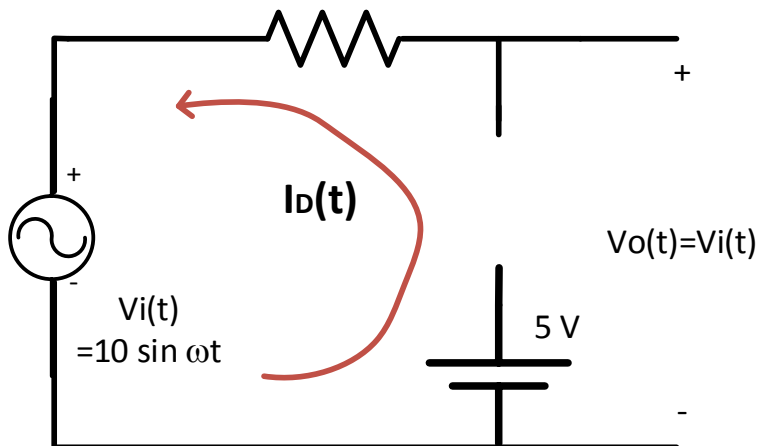 +
+
ID(t)
Vo(t)=Vi(t)
-
Vi(t)
=10 sin ωt
5 V
-